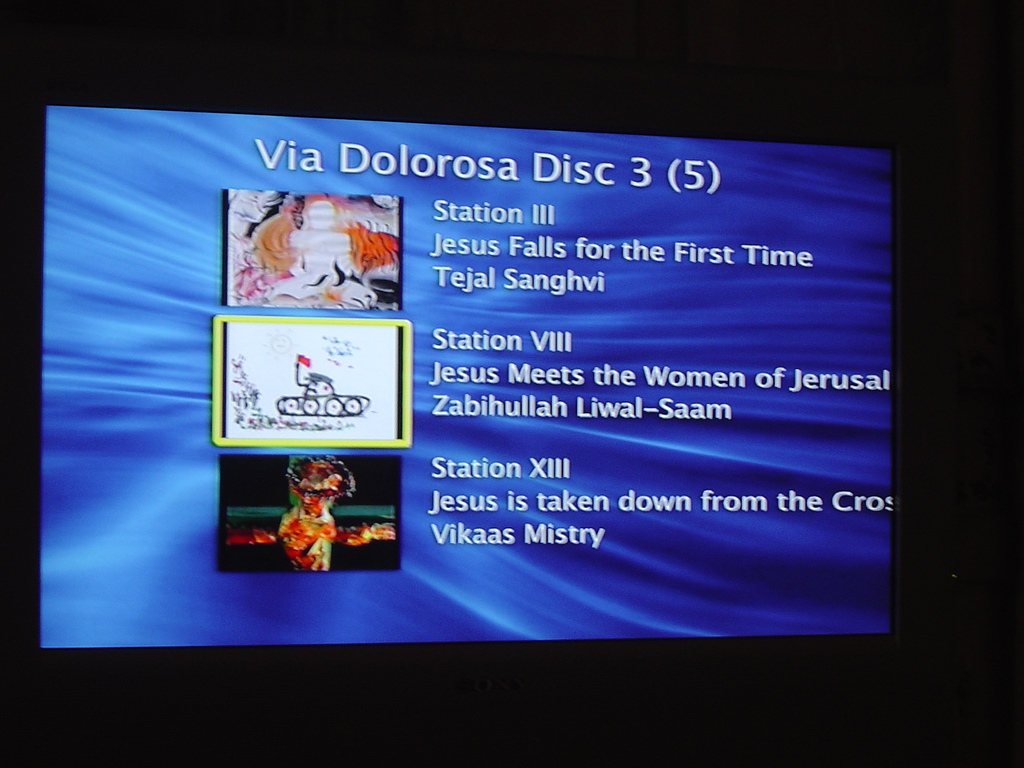 Via Dolorosa Disc 3 (5)
Station III
Jesus Falls for the First Time
Tejal Sanghvi
Station VIII
Jesus Meets the Women of Jerusal
Zabihullah Liwal-Saam
Station XIII
Jesus is taken down from the Cros
Vikaas Mistry
SONY